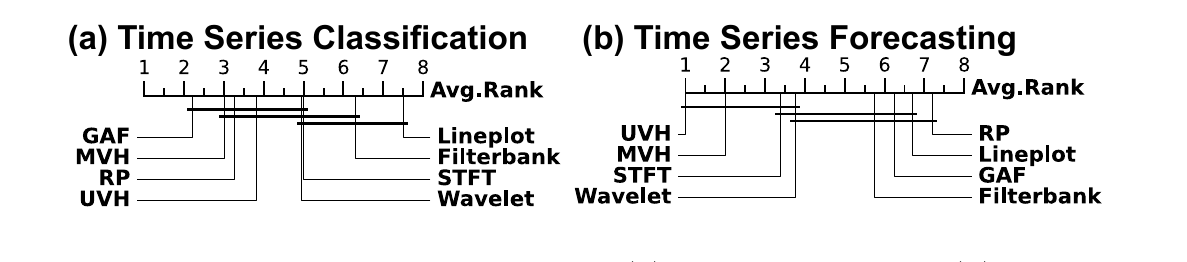 (a) Time Series Classification
1 2 3 4 5 6 7 8
Avg.Rank
GAF
MVH
RP
UVH
Lineplot
Filterbank
STFT
Wavelet
(b) Time Series Forecasting
1 2 3 4 5 6 7 8
Avg.Rank
UVH
MVH
STFT
Wavelet
RP
Lineplot
GAF
Filterbank